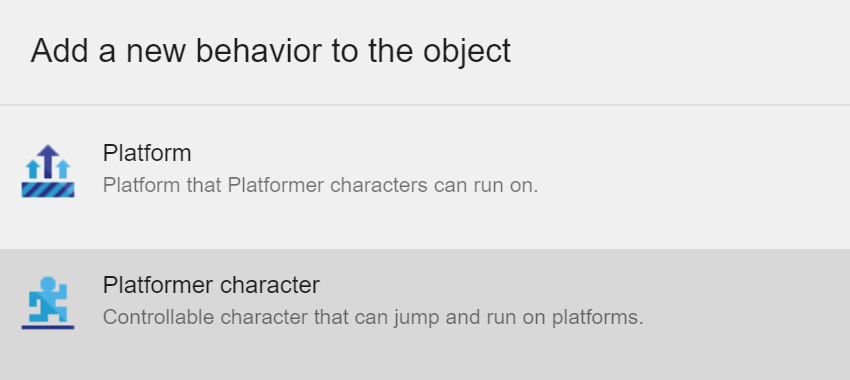 Add a new behavior to the object
Platform
Platform that Platformer characters can run on.
Platformer character
Controllable character that can jump and run on platforms.